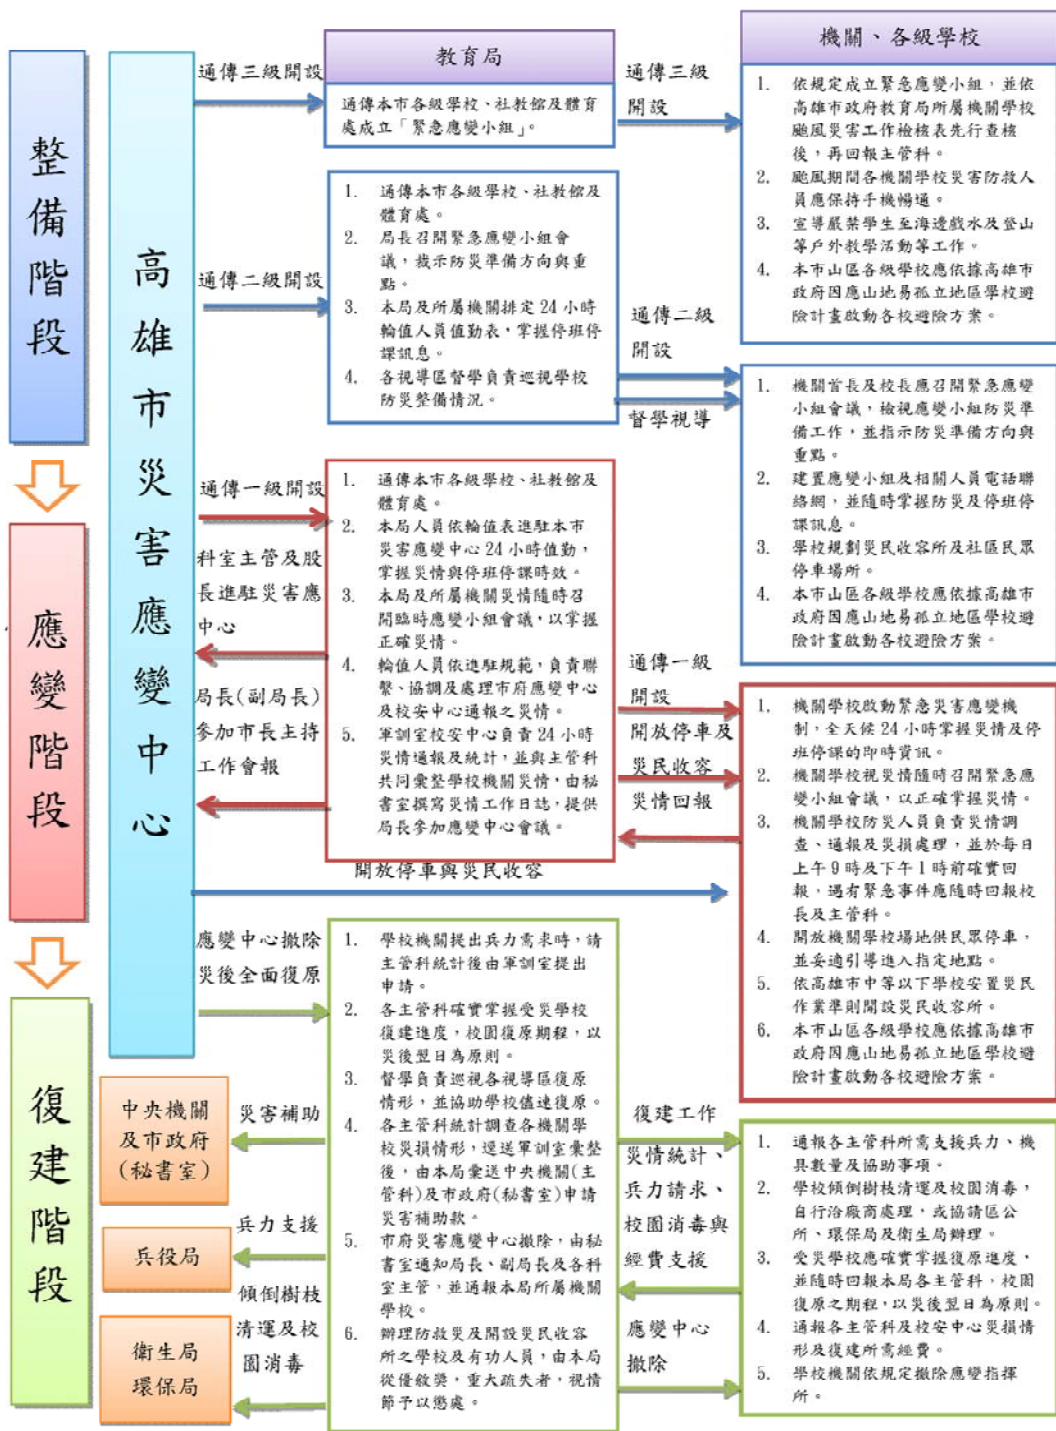 整備階段
應變階段
復建階段
高雄市災害應變中心
通傳三級開設
教育局
通傳本市各級學校、社教館及體育
處成立「緊急應變小組」。
通傳三級
開設
機關、各級學校
1. 依規定成立緊急應變小組，並依
高雄市政府教育局所屬機關學校
颱風災害工作檢核表先行查核
後，再回報主管科。
2. 颱風期間各機關學校災害防救人
員應保持手機暢通。
3. 宣導嚴禁學生至海邊戲水及登山
等戶外教學活動等工作。
4. 本市山區各級學校應依據高雄市
政府因應山地易孤立地區學校避
險計畫啟動各校避險方案。
通傳二級開設
1. 通傳本市各級學校、社教館及
體育處。
2. 局長召開緊急應變小組會
議，裁示防災準備方向與重
點。
3. 本局及所屬機關排定 24 小時
輪值人員值勤表，掌握停班停
課訊息。
4. 各視導區督學負責巡視學校
防災整備情況。
通傳二級
開設
督學視導
1. 機關首長及校長應召開緊急應變
小組會議，檢視應變小組防災準
備工作，並指示防災準備方向與
重點。
2. 建置應變小組及相關人員電話聯
絡網，並隨時掌握防災及停班停
課訊息。
3. 學校規劃災民收容所及社區民眾
停車場所。
4. 本市山區各級學校應依據高雄市
政府因應山地易孤立地區學校避
險計畫啟動各校避險方案。
通傳一級開設
科室主管及股
長進駐災害應
中心
局長(副局長)
參加市長主持
工作會報
1. 通傳本市各級學校、社教館及
體育處。
2. 本局人員依輪值表進駐本市
災害應變中心 24 小時值勤，
掌握災情與停班停課時效。
3. 本局及所屬機關災情隨時召
開臨時應變小組會議，以掌握
正確災情。
4. 輪值人員依進駐規範，負責聯
繫、協調及處理市府應變中心
及校安中心通報之災情。
5. 軍訓室校安中心負責 24 小時
災情通報及統計，並與主管科
共同彙整學校機關災情，由秘
書室撰寫災情工作日誌，提供
局長參加應變中心會議。
通傳一級
開設
開放停車及
災民收容
災情回報
1. 機關學校啟動緊急災害應變機
制，全天候 24 小時掌握災情及停
班停課的即時資訊。
2. 機關學校視災情隨時召開緊急應
變小組會議，以正確掌握災情。
3. 機關學校防災人員負責災情調
查、通報及災損處理，並於每日
上午 9 時及下午 1 時前確實回
報，遇有緊急事件應隨時回報校
長及主管科。
4. 開放機關學校場地供民眾停車，
並妥適引導進入指定地點。
5. 依高雄市中等以下學校安置災民
作業準則開設災民收容所。
6. 本市山區各級學校應依據高雄市
政府因應山地易孤立地區學校避
險計畫啟動各校避險方案。
開放停車與災民收容
應變中心撤除
災後全面復原
1. 學校機關提出兵力需求時，請
主管科統計後由軍訓室提出
申請。
2. 各主管科確實掌握受災學校
復建進度，校園復原期程，以
災後翌日為原則。
3. 督學負責巡視各視導區復原
情形，並協助學校儘速復原。
4. 各主管科統計調查各機關學
校災損情形，逕送軍訓室彙整
後，由本局彙送中央機關(主
管科)及市政府(秘書室)申請
災害補助款。
5. 市府災害應變中心撤除，由秘
書室通知局長、副局長及各科
室主管，並通報本局所屬機關
學校。
6. 辦理防救災及開設災民收容
所之學校及有功人員，由本局
從優敘獎，重大疏失者，視情
節予以懲處。
中央機關
及市政府
(秘書室)
災害補助
兵役局
兵力支援
衛生局
環保局
傾倒樹枝
清運及校
園消毒
復建工作
災情統計、
兵力請求、
校園消毒與
經費支援
應變中心
撤除
1. 通報各主管科所需支援兵力、機
具數量及協助事項。
2. 學校傾倒樹枝清運及校園消毒，
自行洽廠商處理，或協請區公
所、環保局及衛生局辦理。
3. 受災學校應確實掌握復原進度，
並隨時回報本局各主管科，校園
復原之期程，以災後翌日為原則。
4. 通報各主管科及校安中心災損情
形及復建所需經費。
5. 學校機關依規定撤除應變指揮
所。